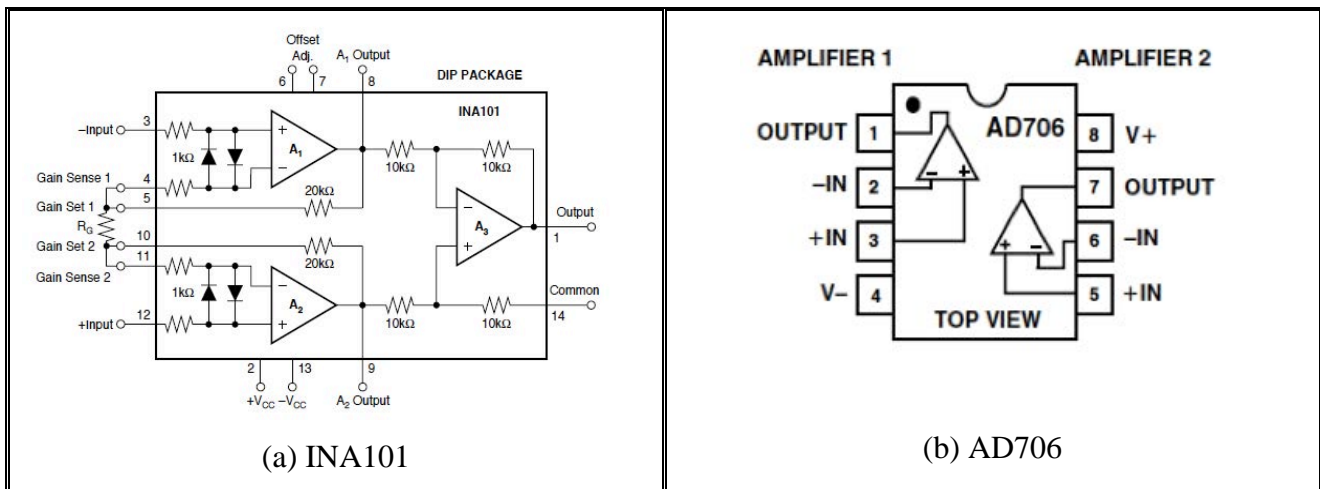 Offset
Adj.
A1 Output
6
7
8
DIP PACKAGE
INA101
–Input
3
1kΩ
A1
10kΩ
10kΩ
Gain Sense 1
4
Gain Set 1
5
20kΩ
RG
A3
Output
1
Gain Set 2
10
20kΩ
Gain Sense 2
11
1kΩ
A2
10kΩ
10kΩ
Common
14
+Input
12
2
13
9
+VCC
–VCC
A2 Output
(a) INA101
AMPLIFIER 1
AMPLIFIER 2
AD706
OUTPUT 1
8 V+
–IN 2
7 OUTPUT
+IN 3
6 –IN
V– 4
5 +IN
TOP VIEW
(b) AD706